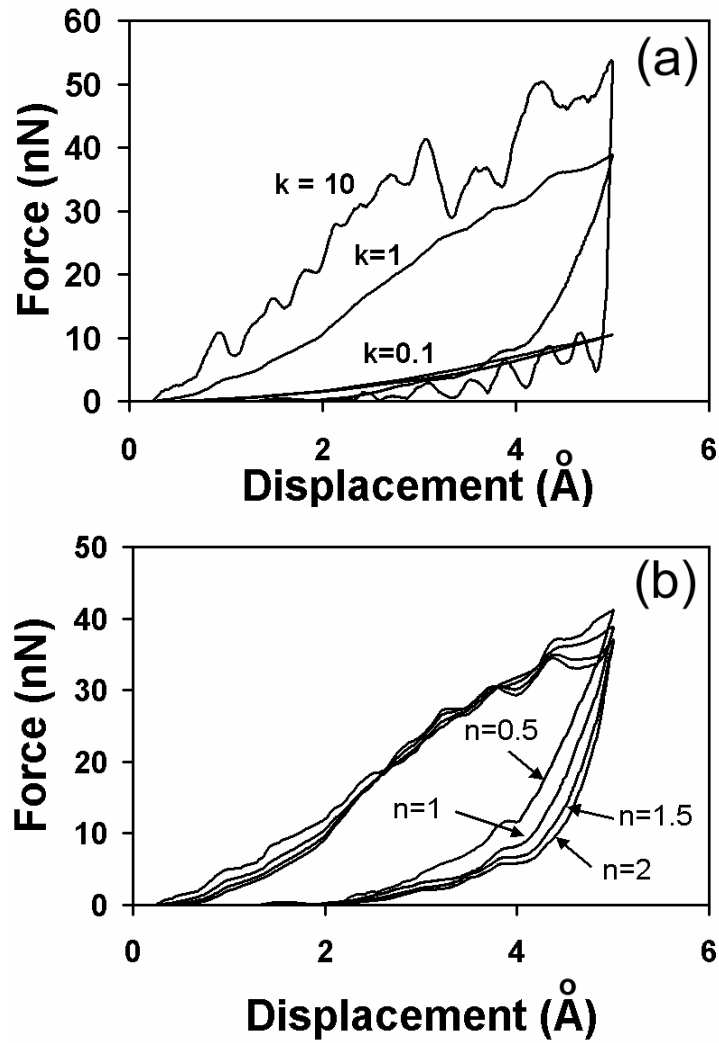 (a)
60
50
40
30
20
10
0
Force (nN)
k = 10
k=1
k=0.1
0 2 4 6
Displacement (Å)
(b)
50
40
30
20
10
0
Force (nN)
n=0.5
n=1
n=1.5
n=2
0 2 4 6
Displacement (Å)